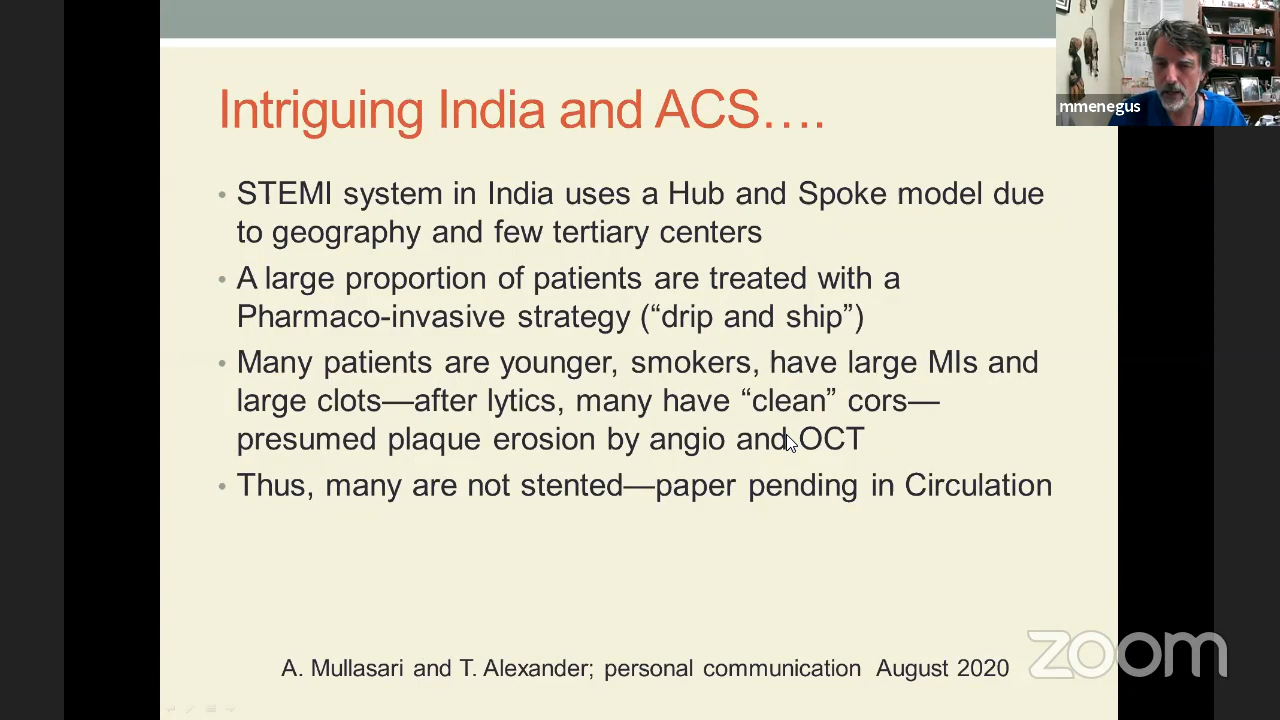 Intriguing India and ACS….
mmenegus
• STEMI system in India uses a Hub and Spoke model due
to geography and few tertiary centers
• A large proportion of patients are treated with a
Pharmaco-invasive strategy (“drip and ship”)
• Many patients are younger, smokers, have large MIs and
large clots—after lytics, many have “clean” cors—
presumed plaque erosion by angio and OCT
• Thus, many are not stented—paper pending in Circulation
A. Mullasari and T. Alexander; personal communication August 2020
zoom